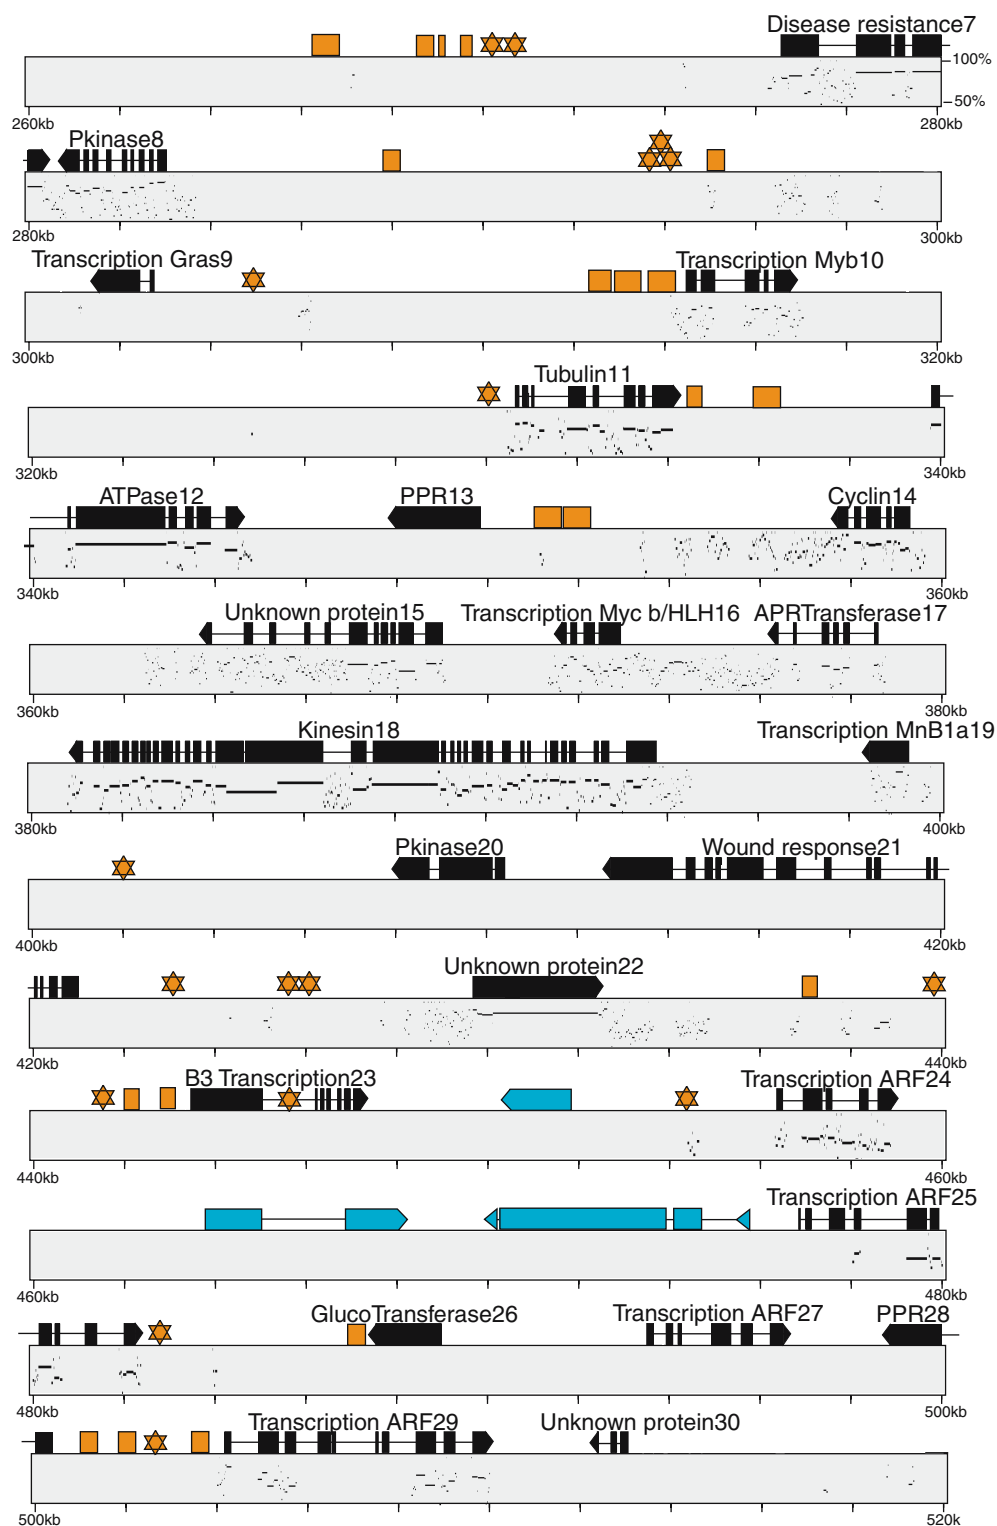 Disease resistance7
100%
50%
260kb 280kb
Pkinase8
280kb 300kb
Transcription Gras9 Transcription Myb10
300kb 320kb
Tubulin11
320kb 340kb
ATPase12 PPR13 Cyclin14
340kb 360kb
Unknown protein15 Transcription Myc b/HLH16 APRTransferase17
360kb 380kb
Kinesin18 Transcription MnB1a19
380kb 400kb
Pkinase20 Wound response21
400kb 420kb
Unknown protein22
420kb 440kb
B3 Transcription23 Transcription ARF24
440kb 460kb
Transcription ARF25
460kb 480kb
GlucoTransferase26 Transcription ARF27 PPR28
480kb 500kb
Transcription ARF29 Unknown protein30
500kb 520k